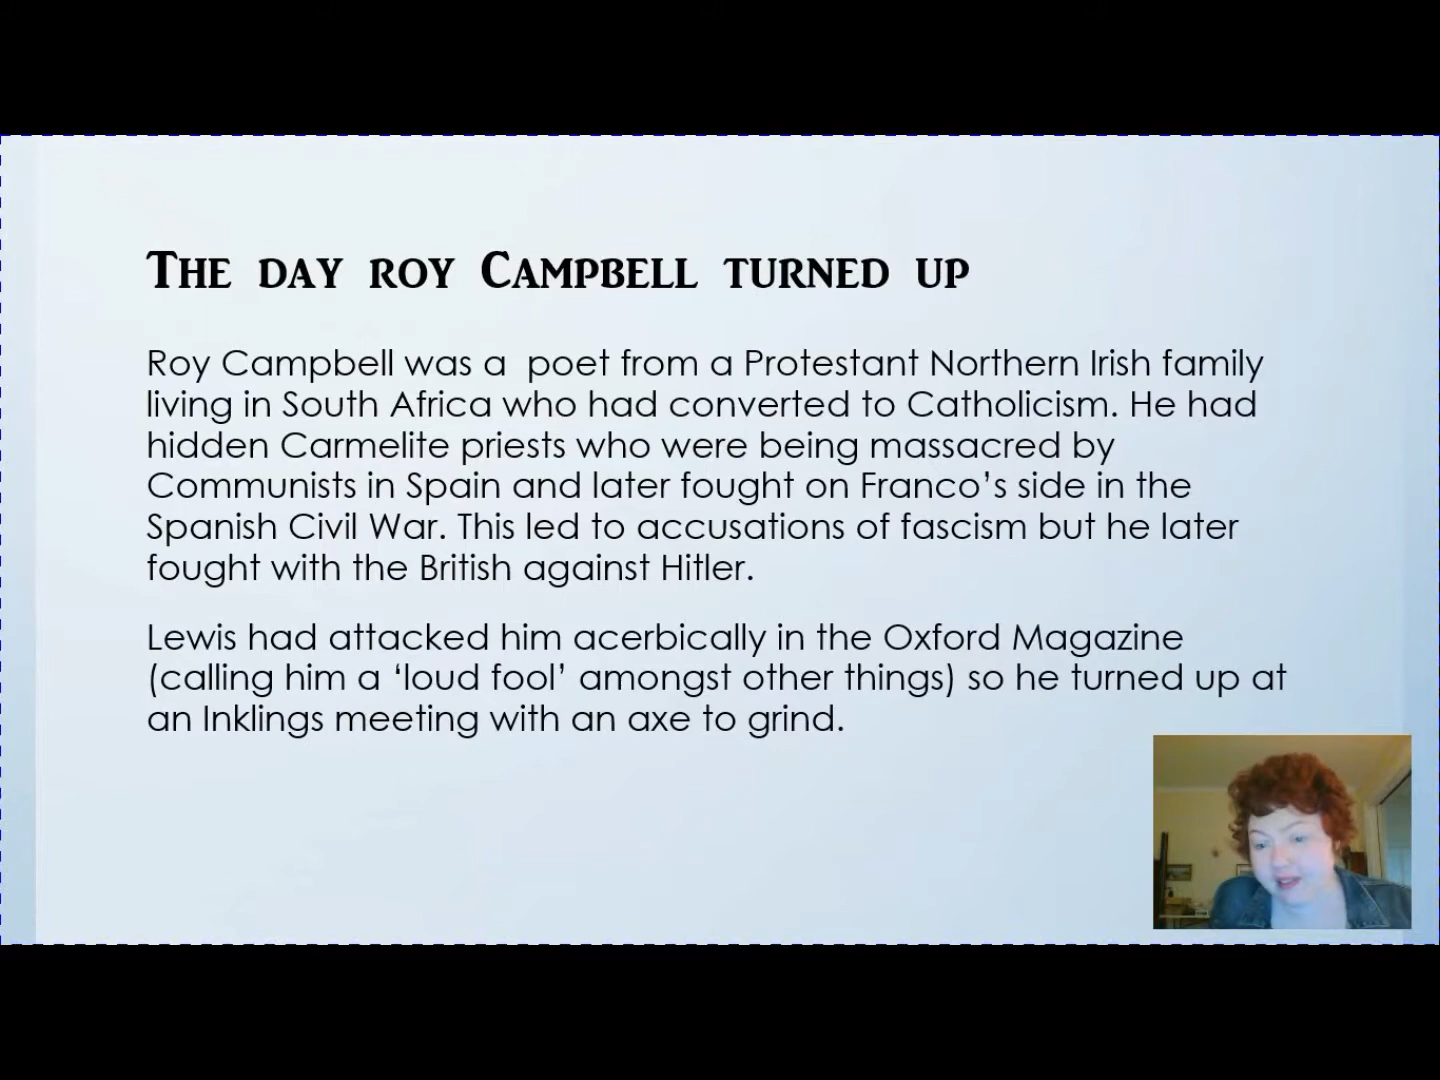 The day roy Campbell turned up
Roy Campbell was a  poet from a Protestant Northern Irish family
living in South Africa who had converted to Catholicism. He had
hidden Carmelite priests who were being massacred by
Communists in Spain and later fought on Franco’s side in the
Spanish Civil War. This led to accusations of fascism but he later
fought with the British against Hitler.
Lewis had attacked him acerbically in the Oxford Magazine
(calling him a ‘loud fool’ amongst other things) so he turned up at
an Inklings meeting with an axe to grind.